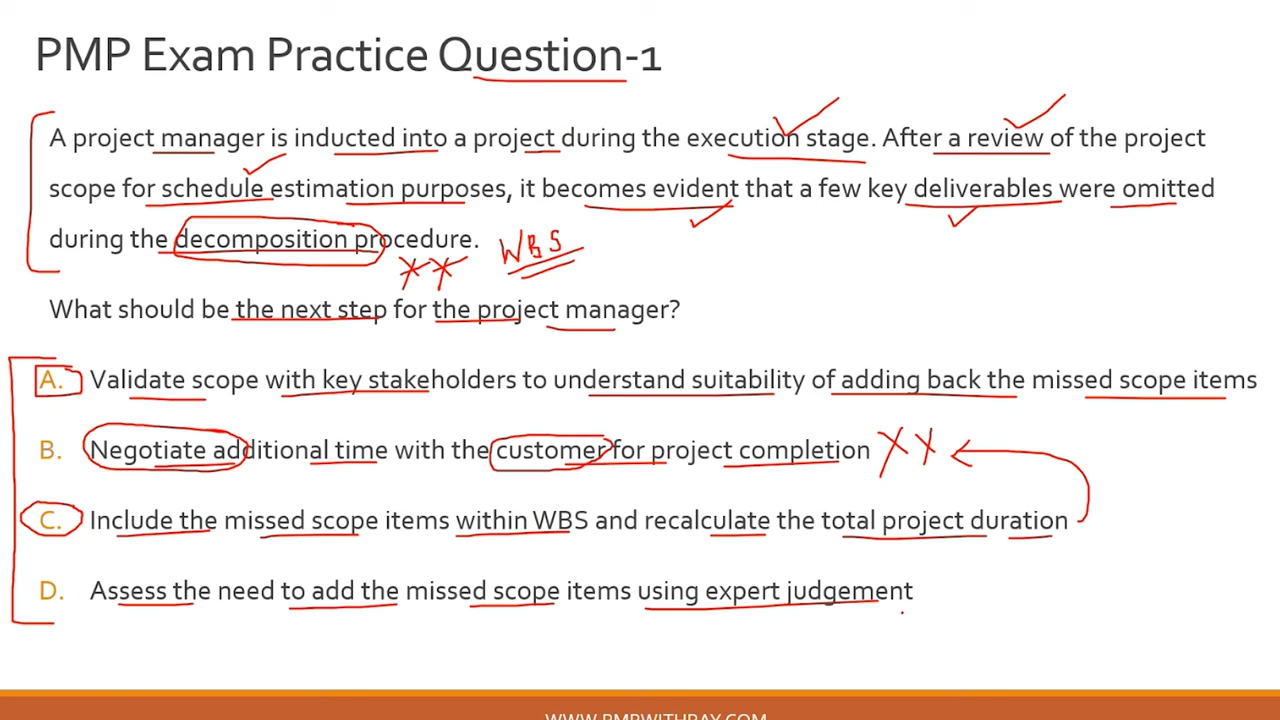 PMP Exam Practice Question-1
A project manager is inducted into a project during the execution stage. After a review of the project
scope for schedule estimation purposes, it becomes evident that a few key deliverables were omitted
during the decomposition procedure. WBS
What should be the next step for the project manager?
A. Validate scope with key stakeholders to understand suitability of adding back the missed scope items
B. Negotiate additional time with the customer for project completion XX
C. Include the missed scope items within WBS and recalculate the total project duration
D. Assess the need to add the missed scope items using expert judgement
WWW.PMPWITHRAY.COM